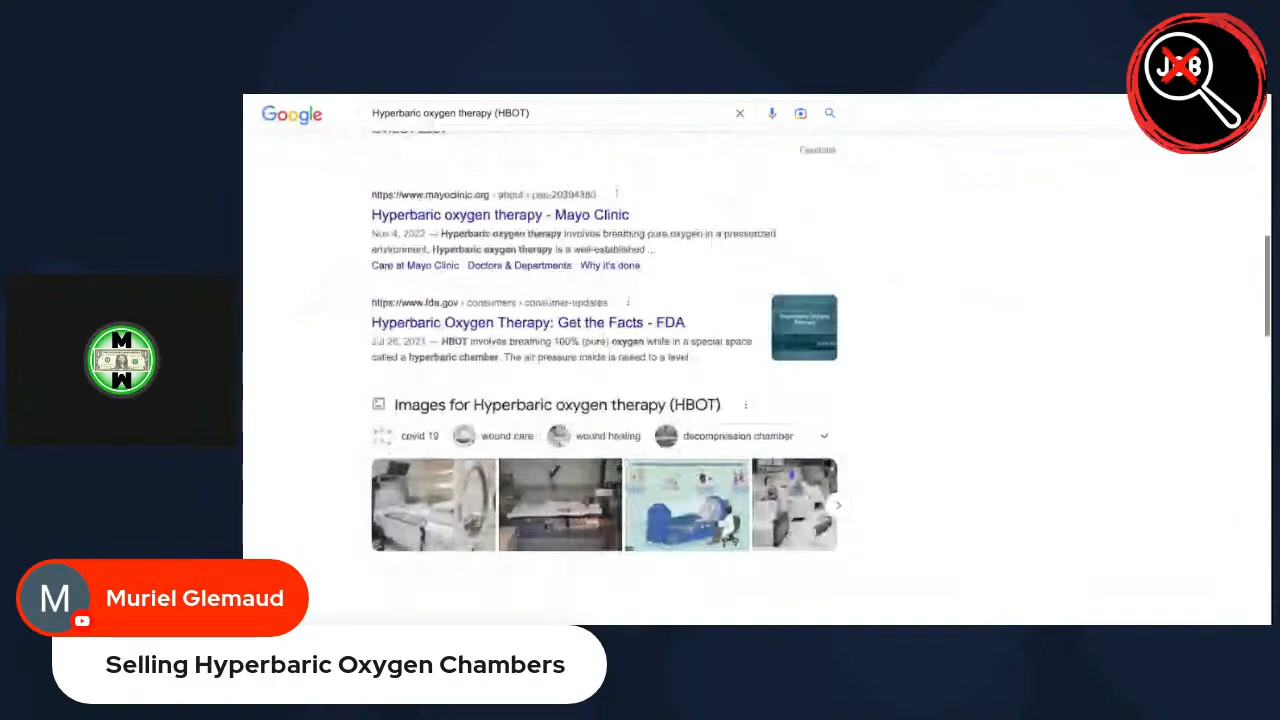 JOB
Google
Hyperbaric oxygen therapy (HBOT)
https://www.mayoclinic.org › about › pac-20394380
Hyperbaric oxygen therapy - Mayo Clinic
Nov 4, 2022 — Hyperbaric oxygen therapy involves breathing pure oxygen in a pressurized
environment. Hyperbaric oxygen therapy is a well-established ...
Care at Mayo Clinic Doctors & Departments Why it's done
https://www.fda.gov › consumers › consumer-updates
Hyperbaric Oxygen Therapy: Get the Facts - FDA
Jul 26, 2021 — HBOT involves breathing 100% (pure) oxygen while in a special space
called a hyperbaric chamber. The air pressure inside is raised to a level ...
Images for Hyperbaric oxygen therapy (HBOT)
covid 19 wound care wound healing decompression chamber
M
M
M Muriel Glemaud
Selling Hyperbaric Oxygen Chambers